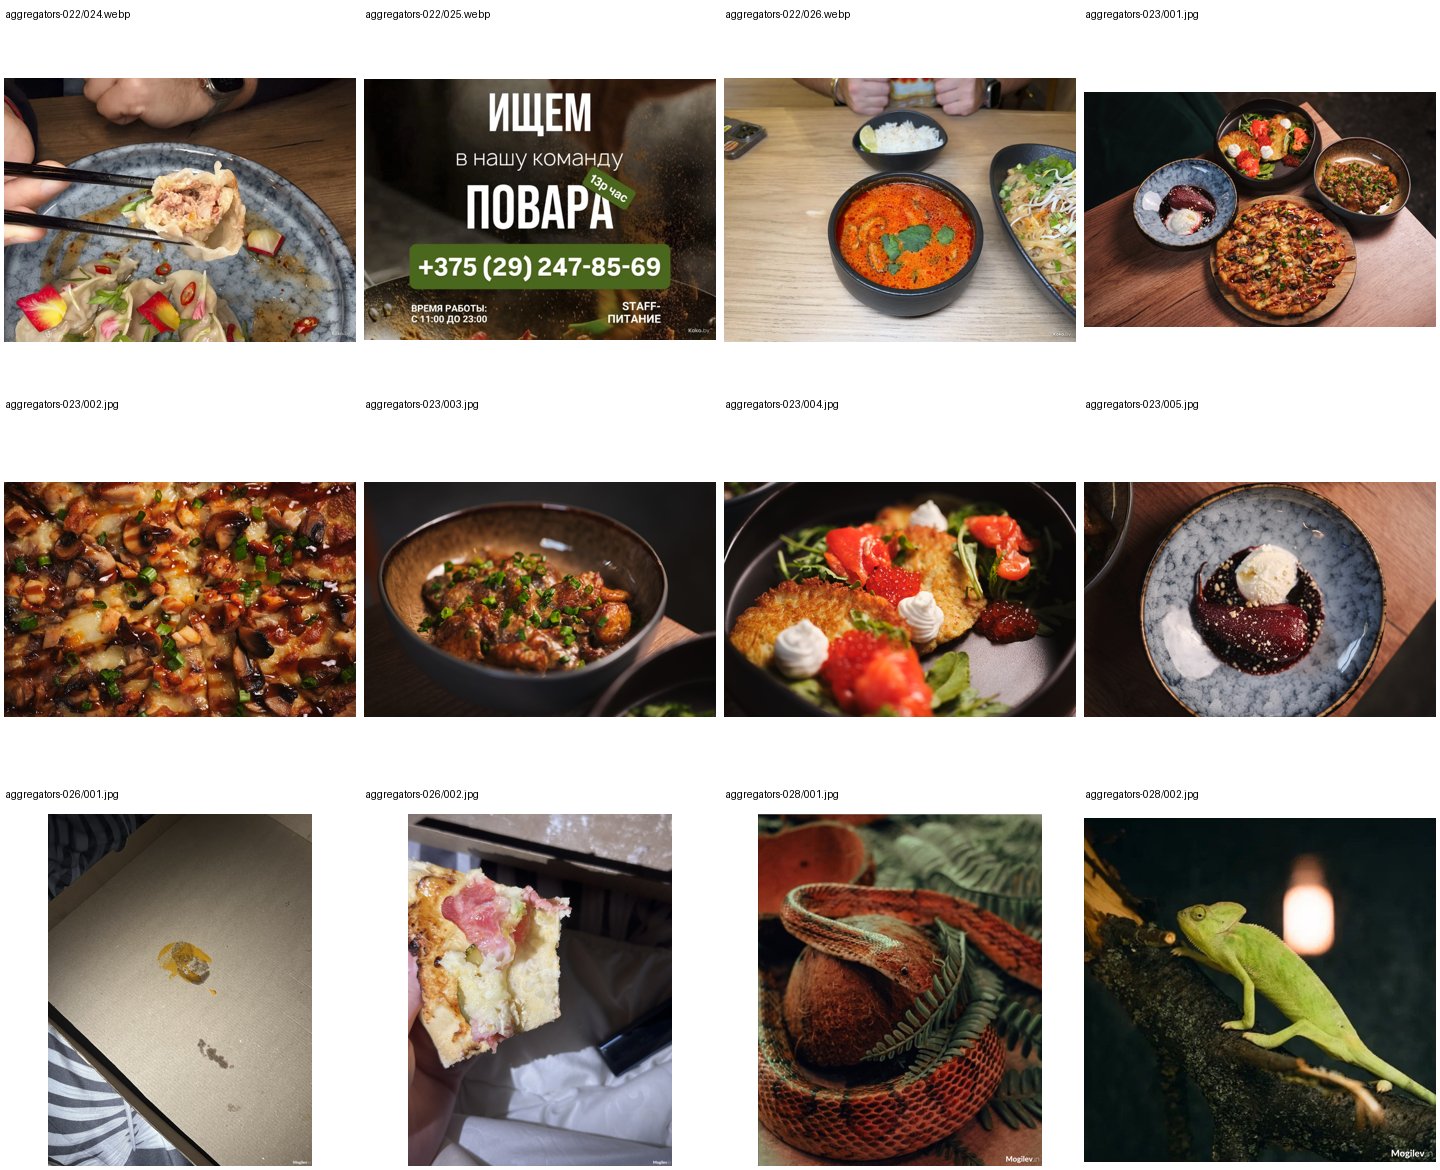 aggregators-022/024.webp
aggregators-022/025.webp
aggregators-022/026.webp
aggregators-023/001.jpg
ИЩЕМ
в нашу команду
ПОВАРА
13р час
+375 (29) 247-85-69
ВРЕМЯ РАБОТЫ:
С 11:00 ДО 23:00
STAFF-
ПИТАНИЕ
Koko.by
aggregators-023/002.jpg
aggregators-023/003.jpg
aggregators-023/004.jpg
aggregators-023/005.jpg
aggregators-026/001.jpg
aggregators-026/002.jpg
aggregators-028/001.jpg
aggregators-028/002.jpg
Mogilev
Mogilev